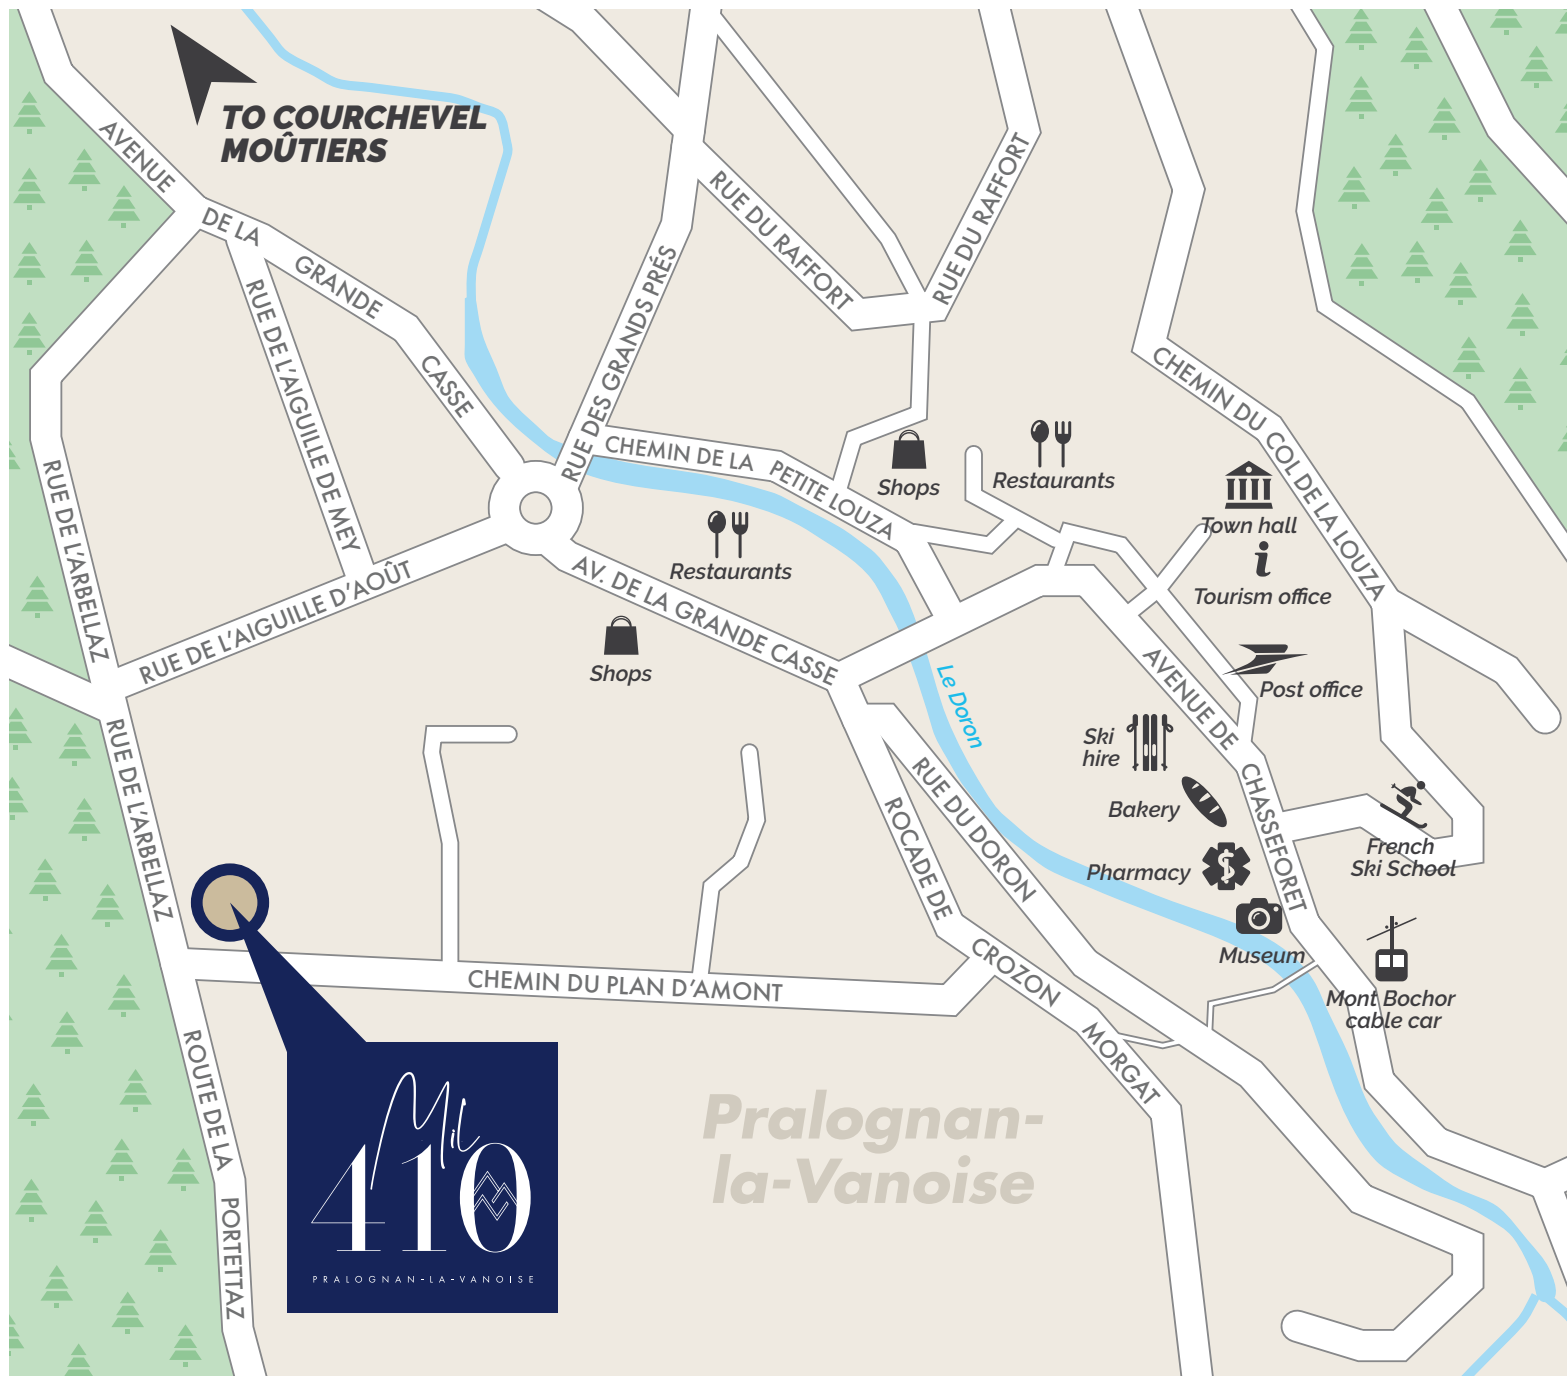 TO COURCHEVEL
MOÛTIERS
AVENUE
DE LA
GRANDE
CASSE
RUE DE L'AIGUILLE DE MEY
RUE DE L'ARBELLAZ
RUE DE L'AIGUILLE D'AOÛT
RUE DES GRANDS PRÉS
RUE DU RAFFORT
RUE DU RAFFORT
CHEMIN DE LA
PETITE LOUZA
Shops
Restaurants
CHEMIN DU COL DE LA LOUZA
Town hall
Tourism office
Restaurants
AV. DE LA GRANDE CASSE
Shops
Le Doron
Post office
AVENUE DE
CHASSEFORET
Ski
hire
Bakery
Pharmacy
Museum
French
Ski School
Mont Bochor
cable car
RUE DU DORON
ROCADE DE
CROZON
MORGAT
RUE DE L'ARBELLAZ
CHEMIN DU PLAN D'AMONT
ROUTE DE LA
PORTETTAZ
Mil
410
PRALOGNAN-LA-VANOISE
Pralognan-
la-Vanoise